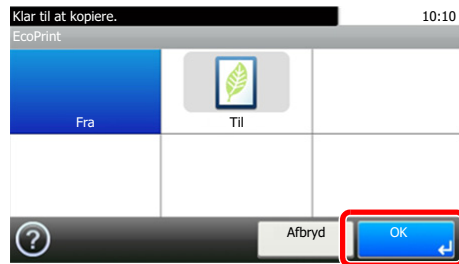 Klar til at kopiere. 10:10
EcoPrint
Fra Til
? Afbryd OK